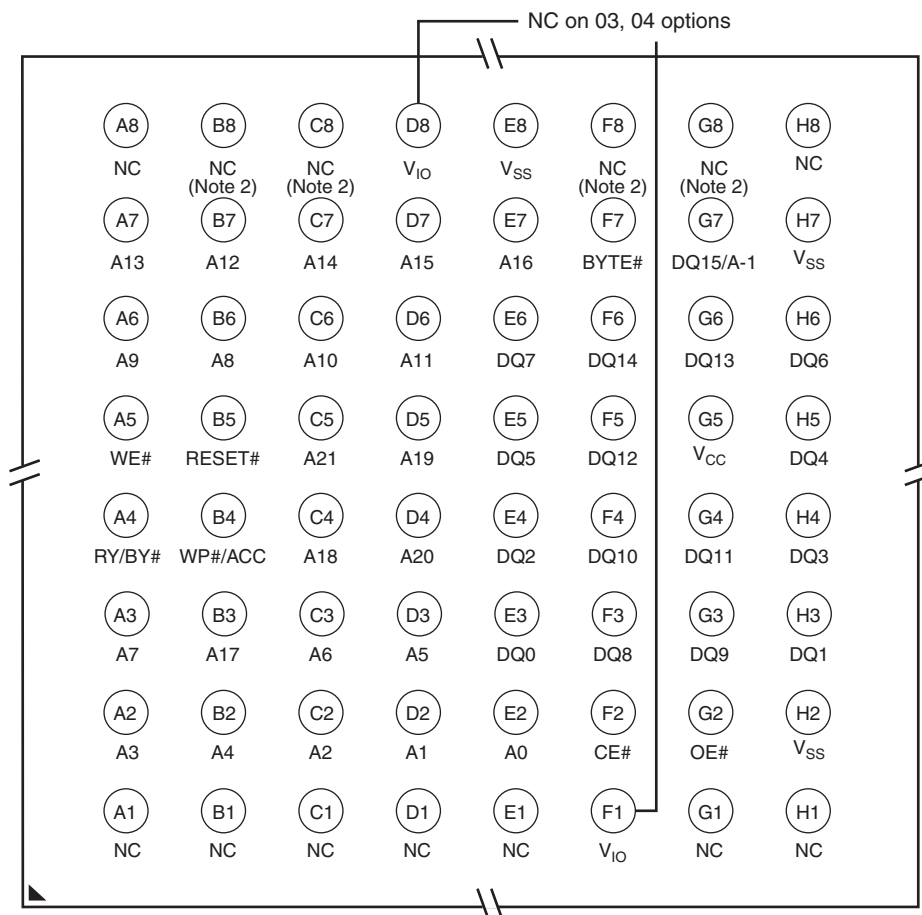 NC on 03, 04 options
A8 B8 C8 D8 E8 F8 G8 H8
NC NC NC VIO VSS NC NC NC
(Note 2) (Note 2) (Note 2) (Note 2)
A7 B7 C7 D7 E7 F7 G7 H7
A13 A12 A14 A15 A16 BYTE# DQ15/A-1 VSS
A6 B6 C6 D6 E6 F6 G6 H6
A9 A8 A10 A11 DQ7 DQ14 DQ13 DQ6
A5 B5 C5 D5 E5 F5 G5 H5
WE# RESET# A21 A19 DQ5 DQ12 VCC DQ4
A4 B4 C4 D4 E4 F4 G4 H4
RY/BY# WP#/ACC A18 A20 DQ2 DQ10 DQ11 DQ3
A3 B3 C3 D3 E3 F3 G3 H3
A7 A17 A6 A5 DQ0 DQ8 DQ9 DQ1
A2 B2 C2 D2 E2 F2 G2 H2
A3 A4 A2 A1 A0 CE# OE# VSS
A1 B1 C1 D1 E1 F1 G1 H1
NC NC NC NC NC VIO NC NC